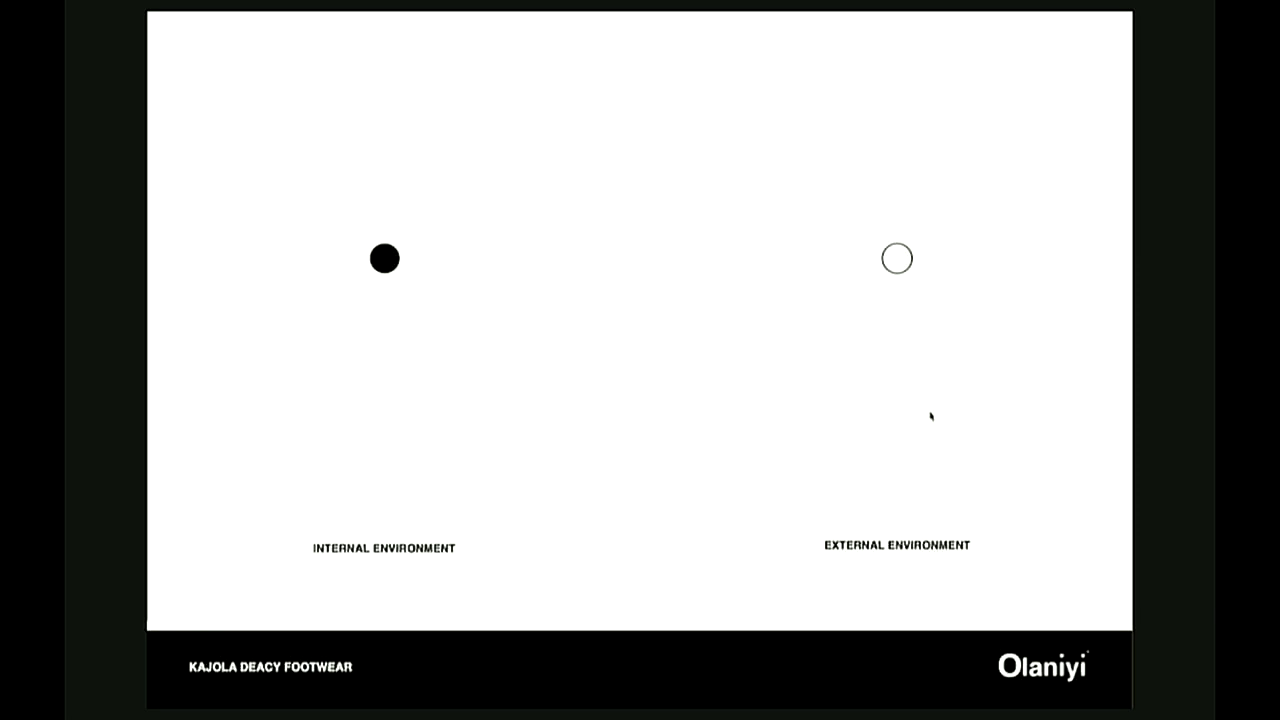 INTERNAL ENVIRONMENT
EXTERNAL ENVIRONMENT
KAJOLA DEACY FOOTWEAR
Olaniyi